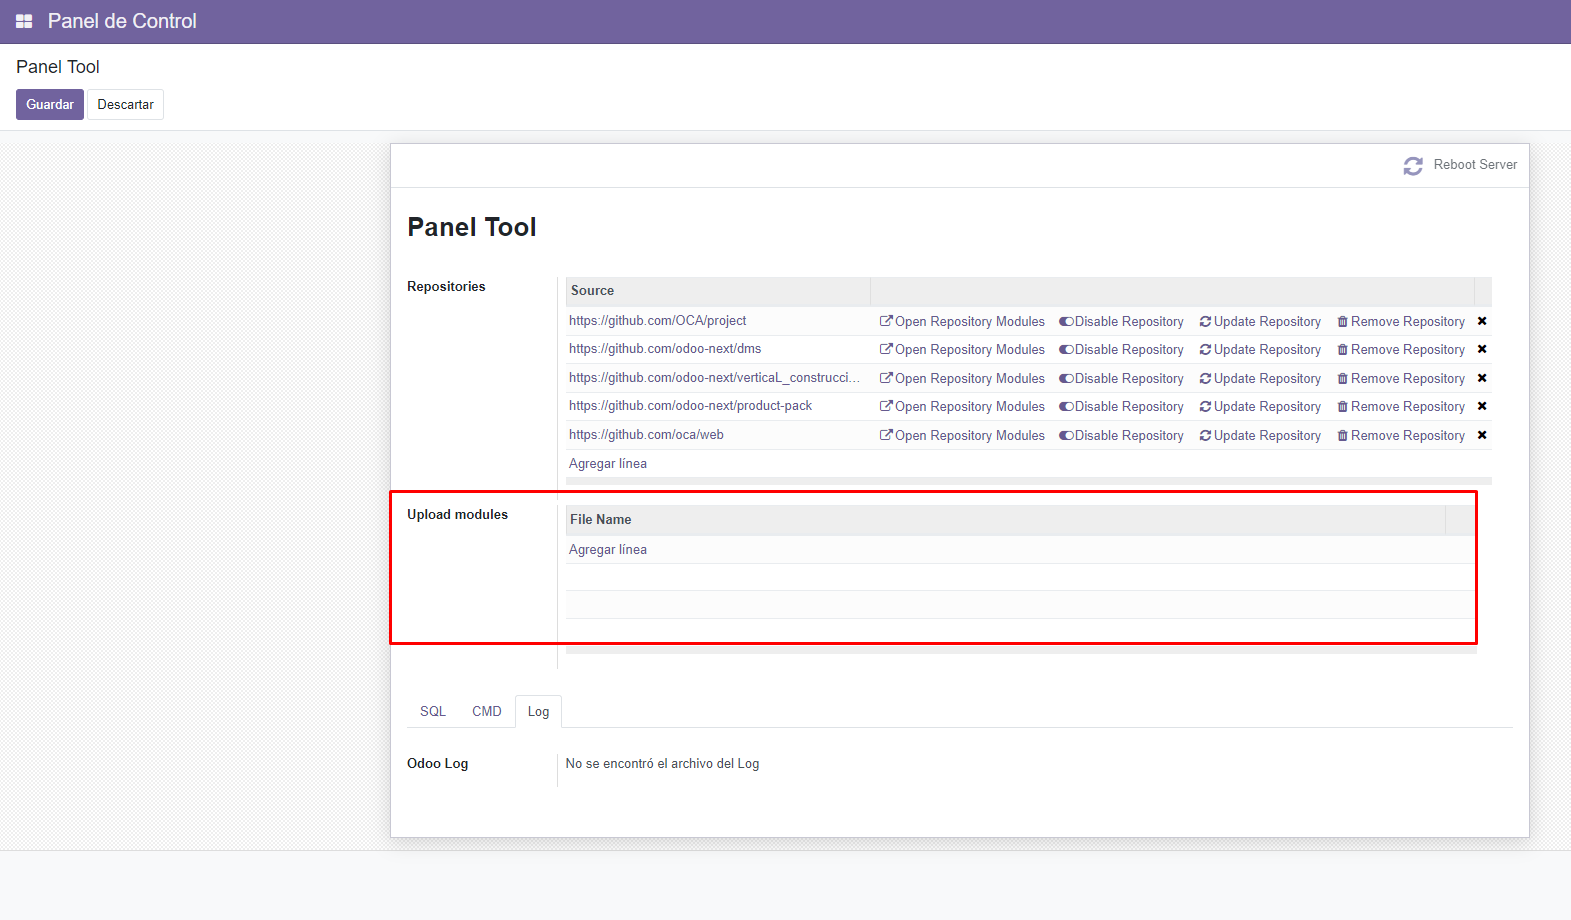 Panel de Control
Panel Tool
Guardar Descartar
Reboot Server
Panel Tool
Repositories
Source
https://github.com/OCA/project Open Repository Modules Disable Repository Update Repository Remove Repository
https://github.com/odoo-next/dms Open Repository Modules Disable Repository Update Repository Remove Repository
https://github.com/odoo-next/verticaL_construcci... Open Repository Modules Disable Repository Update Repository Remove Repository
https://github.com/odoo-next/product-pack Open Repository Modules Disable Repository Update Repository Remove Repository
https://github.com/oca/web Open Repository Modules Disable Repository Update Repository Remove Repository
Agregar línea
Upload modules
File Name
Agregar línea
SQL CMD Log
Odoo Log No se encontró el archivo del Log